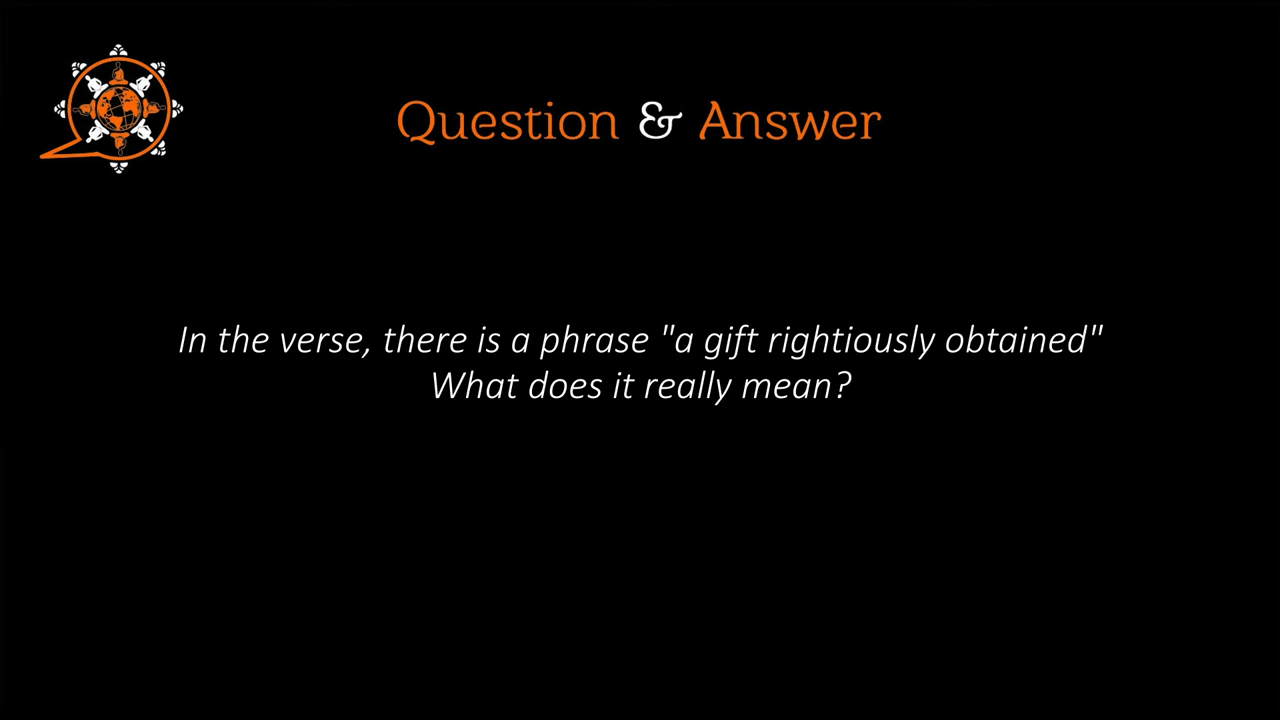 Question & Answer
In the verse, there is a phrase "a gift rightiously obtained"
What does it really mean?